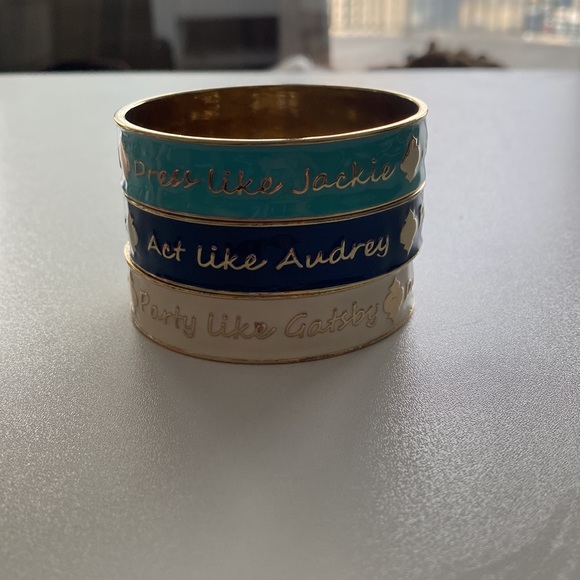 Dress like Jackie
Act like Audrey
Party like Gatsby